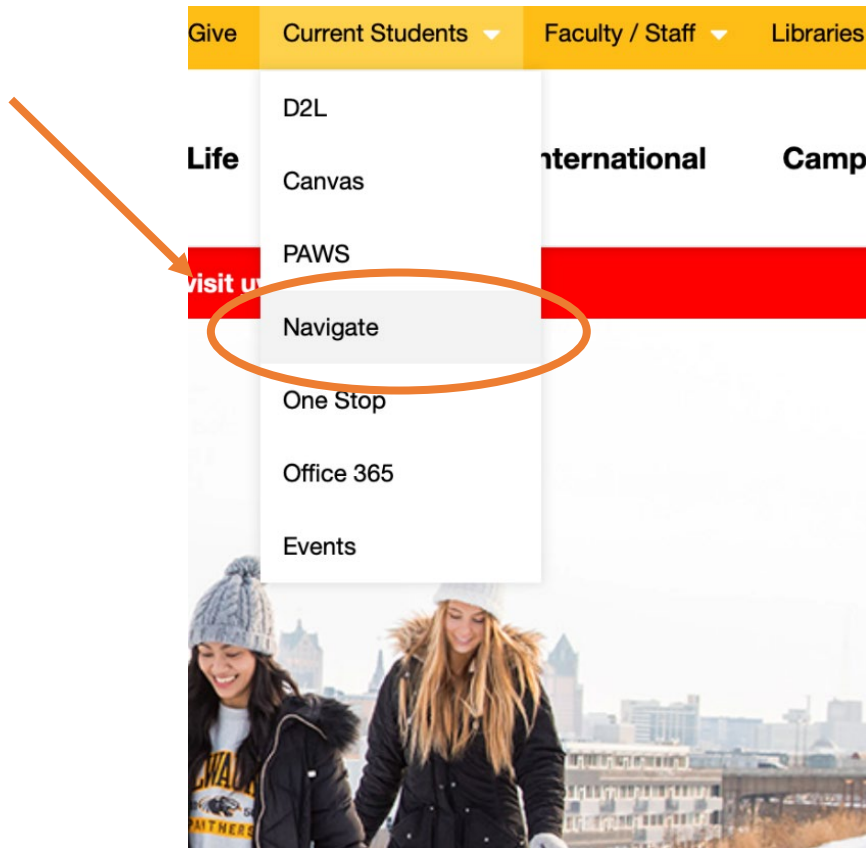 Give Current Students Faculty / Staff Libraries
D2L
Life nternational Camp
Canvas
PAWS
visit u
Navigate
One Stop
Office 365
Events
PANTHERS